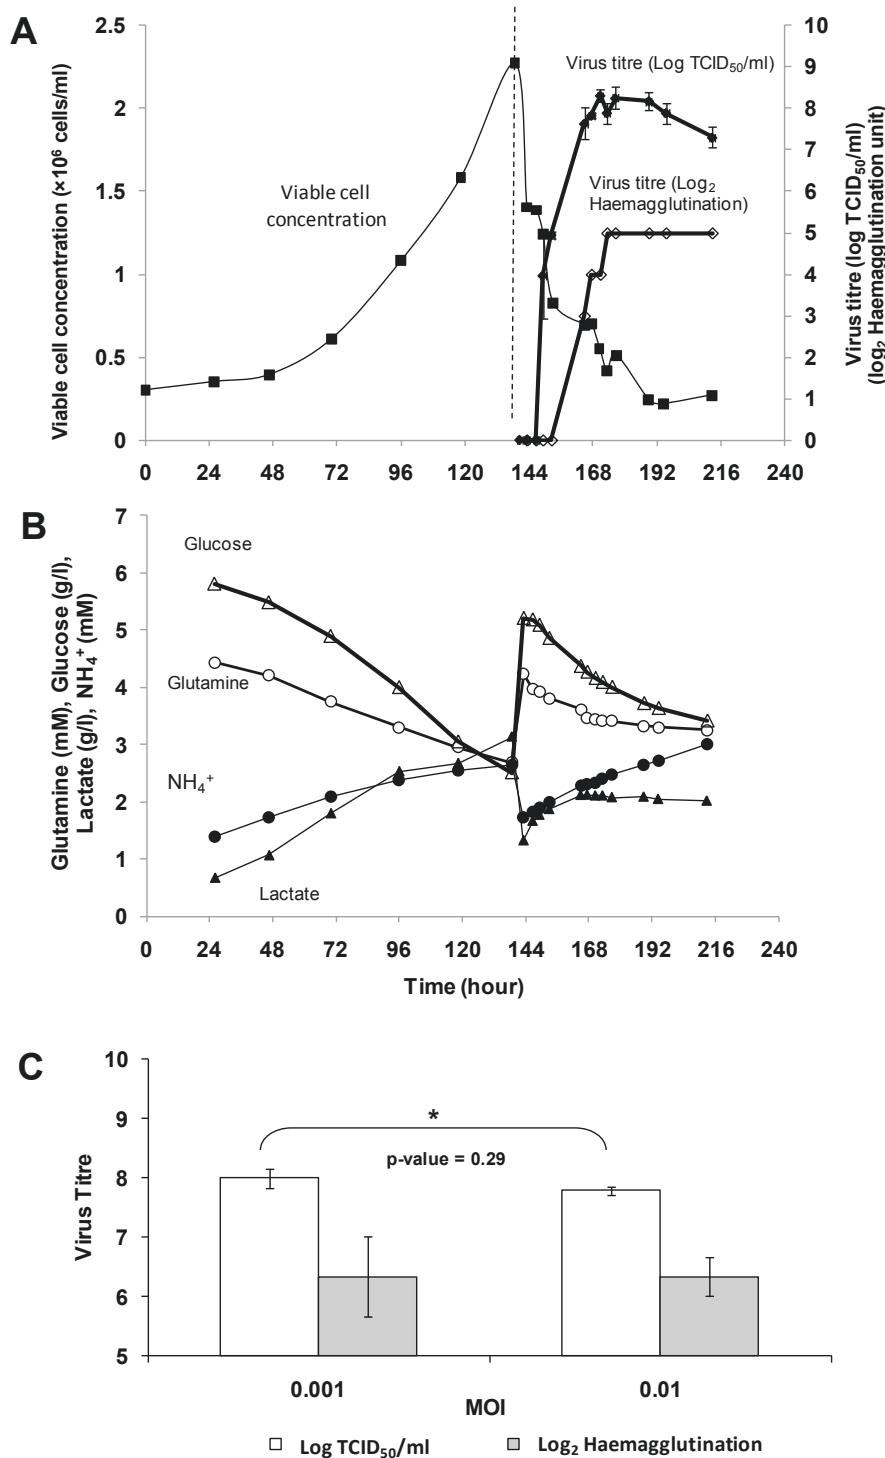 A
Viable cell concentration (×10⁶ cells/ml)
2.5
2
1.5
1
0.5
0
10
9
8
7
6
5
4
3
2
1
0
Virus titre (log TCID₅₀/ml)
(log₂ Haemagglutination unit)
Virus titre (Log TCID₅₀/ml)
Virus titre (Log₂
Haemagglutination)
Viable cell
concentration
0 24 48 72 96 120 144 168 192 216 240
B
Glutamine (mM), Glucose (g/l),
Lactate (g/l), NH₄⁺ (mM)
7
6
5
4
3
2
1
0
Glucose
Glutamine
NH₄⁺
Lactate
0 24 48 72 96 120 144 168 192 216 240
Time (hour)
C
Virus Titre
10
9
8
7
6
5
*
p-value = 0.29
0.001 0.01
MOI
Log TCID₅₀/ml Log₂ Haemagglutination